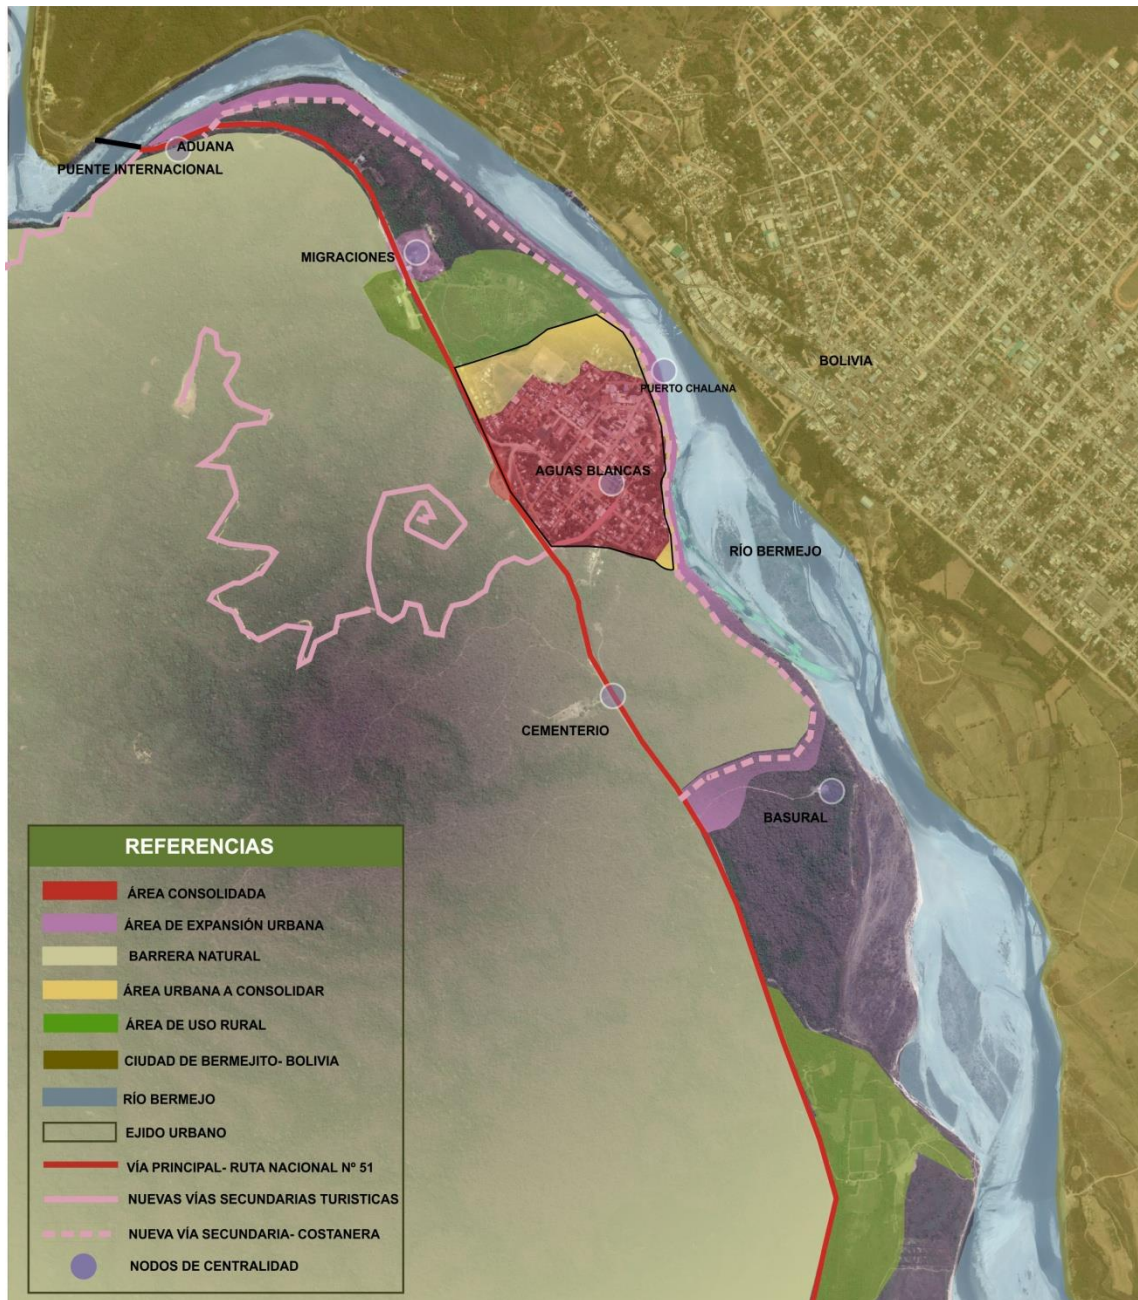 ADUANA
PUENTE INTERNACIONAL
MIGRACIONES
BOLIVIA
PUERTO CHALANA
AGUAS BLANCAS
RÍO BERMEJO
CEMENTERIO
BASURAL
REFERENCIAS
ÁREA CONSOLIDADA
ÁREA DE EXPANSIÓN URBANA
BARRERA NATURAL
ÁREA URBANA A CONSOLIDAR
ÁREA DE USO RURAL
CIUDAD DE BERMEJITO- BOLIVIA
RÍO BERMEJO
EJIDO URBANO
VÍA PRINCIPAL- RUTA NACIONAL Nº 51
NUEVAS VÍAS SECUNDARIAS TURISTICAS
NUEVA VÍA SECUNDARIA- COSTANERA
NODOS DE CENTRALIDAD